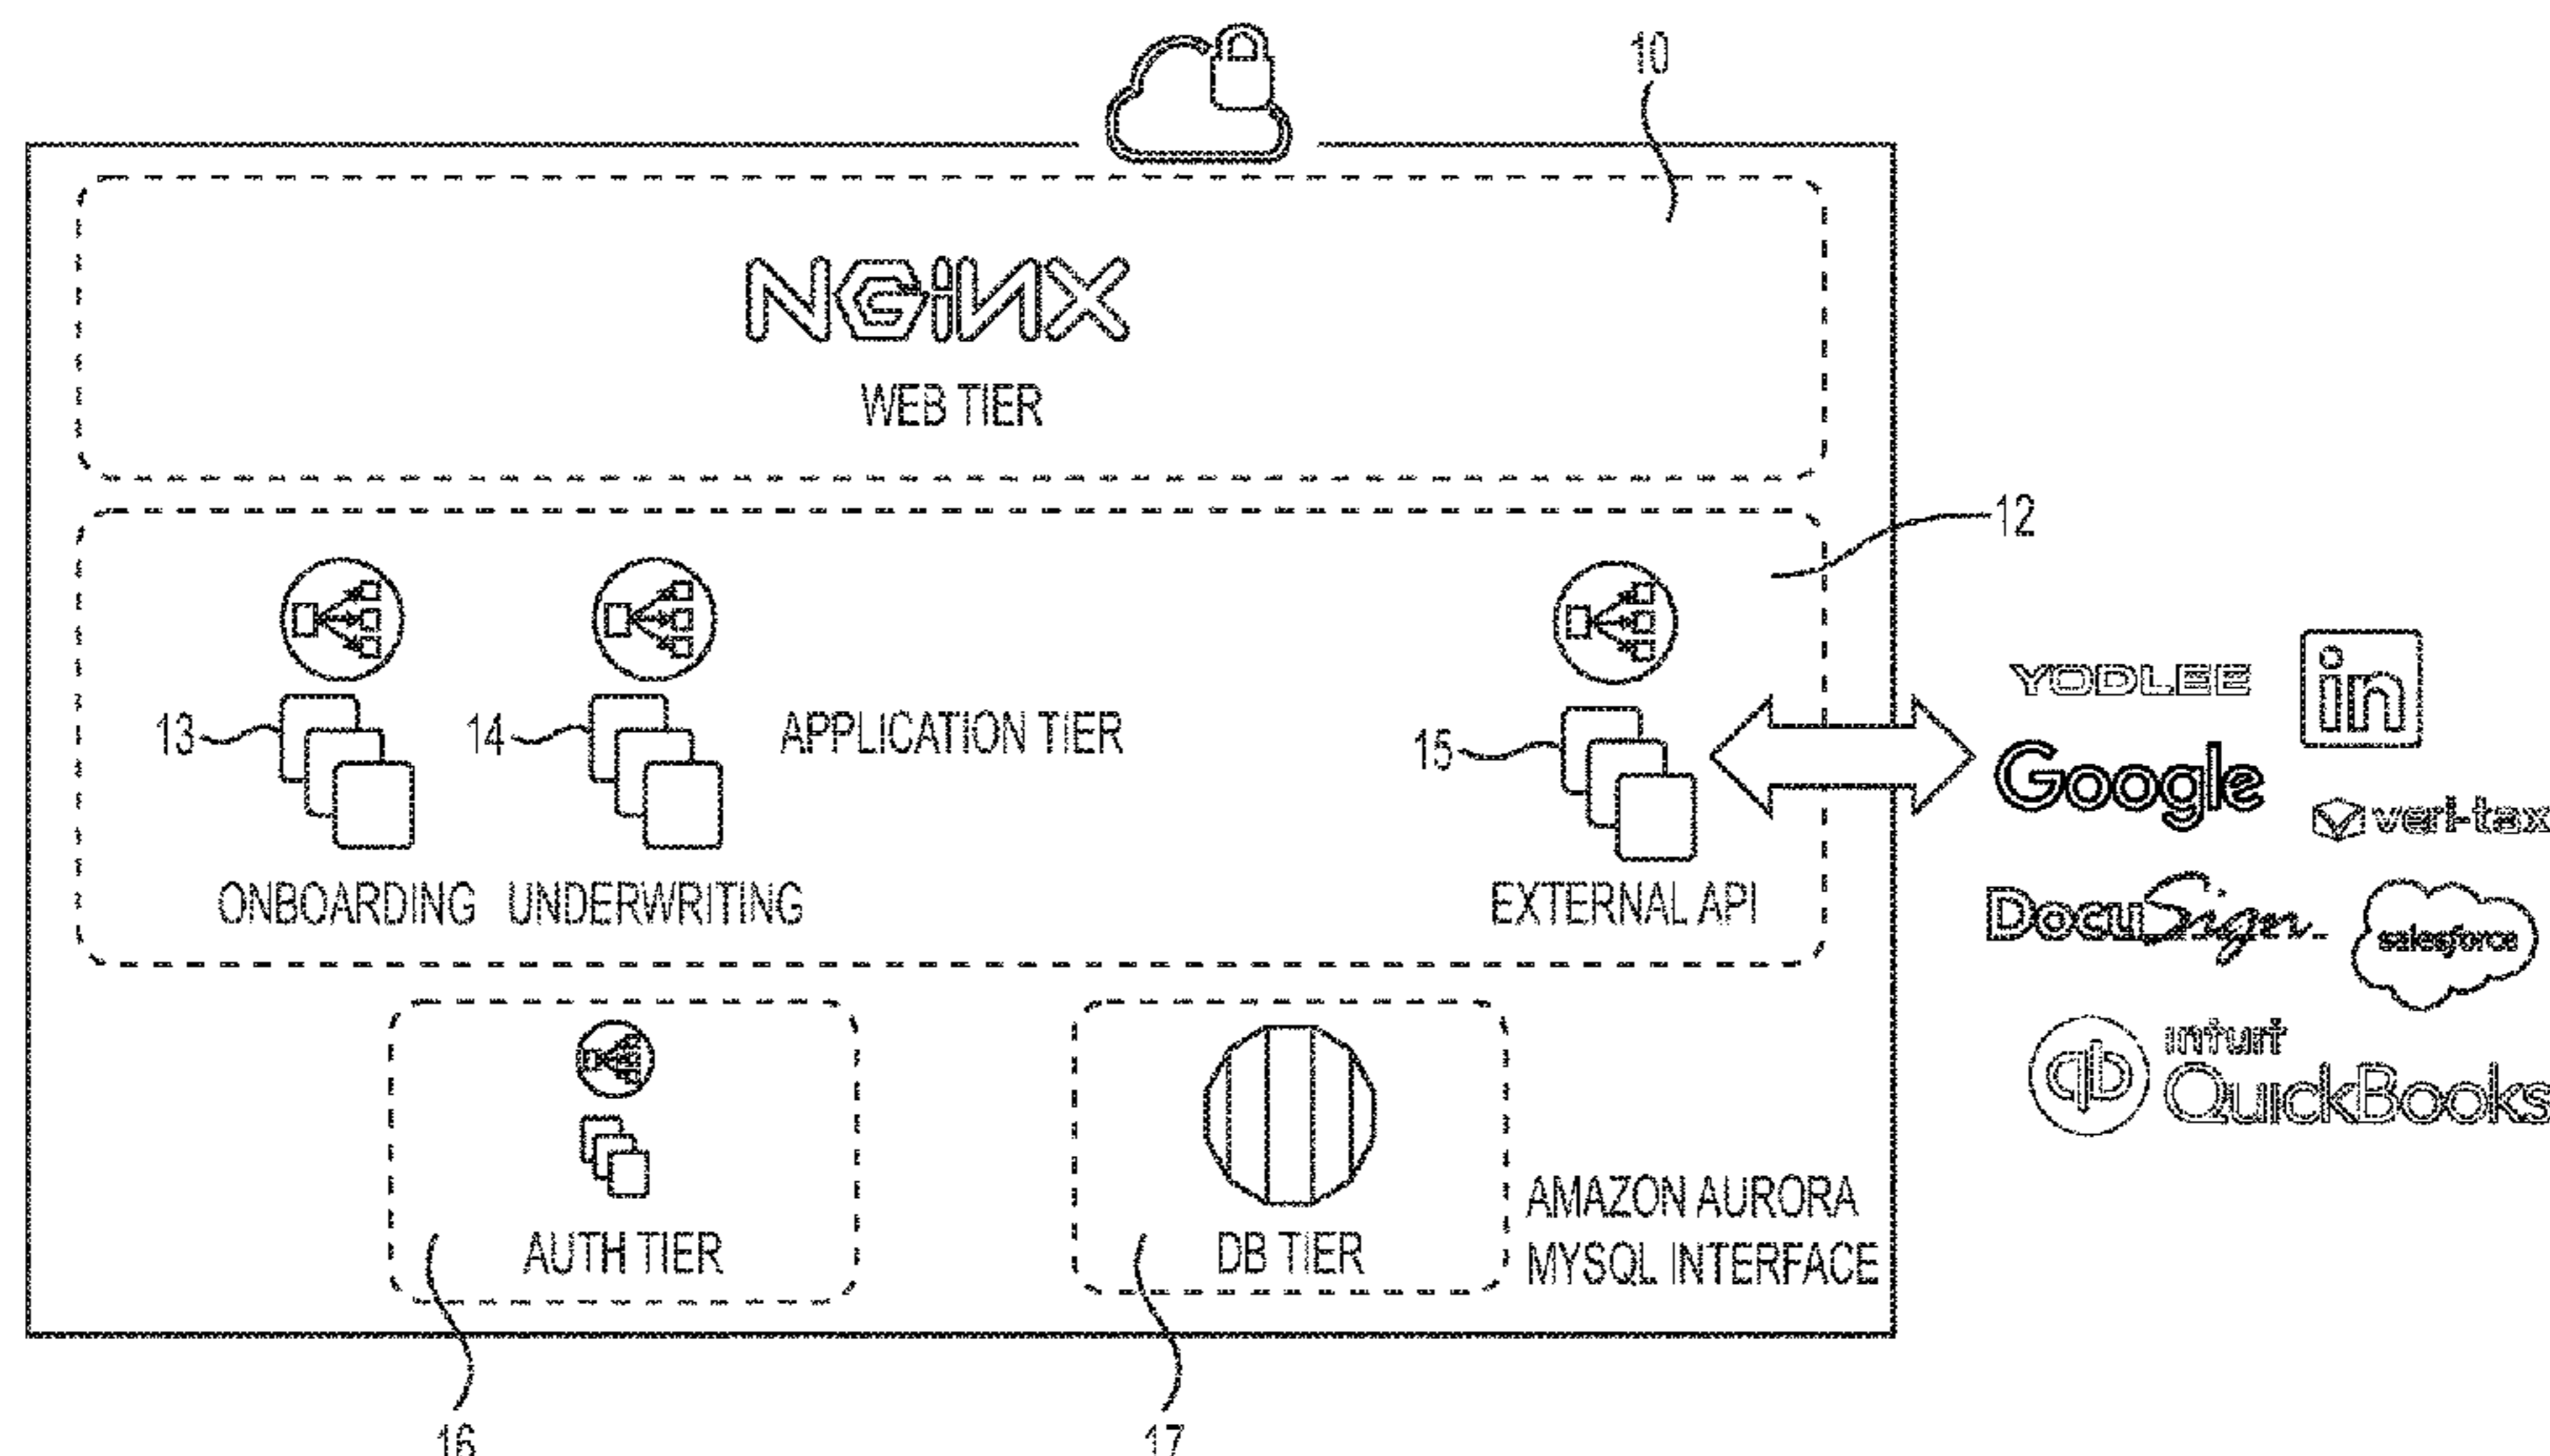 10
NGINX
WEB TIER
12
13
14
APPLICATION TIER
15
ONBOARDING
UNDERWRITING
EXTERNAL API
YODLEE
in
Google
veri-tax
DocuSign
salesforce
qb
intuit
QuickBooks
AUTH TIER
DB TIER
AMAZON AURORA
MYSQL INTERFACE
16
17